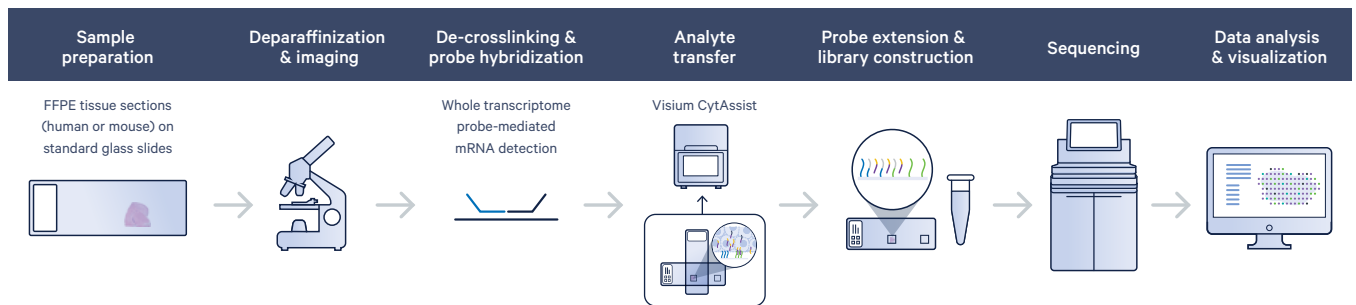 Sample
preparation
Deparaffinization
& imaging
De-crosslinking &
probe hybridization
Analyte
transfer
Probe extension &
library construction
Sequencing
Data analysis
& visualization
FFPE tissue sections
(human or mouse) on
standard glass slides
Whole transcriptome
probe-mediated
mRNA detection
Visium CytAssist